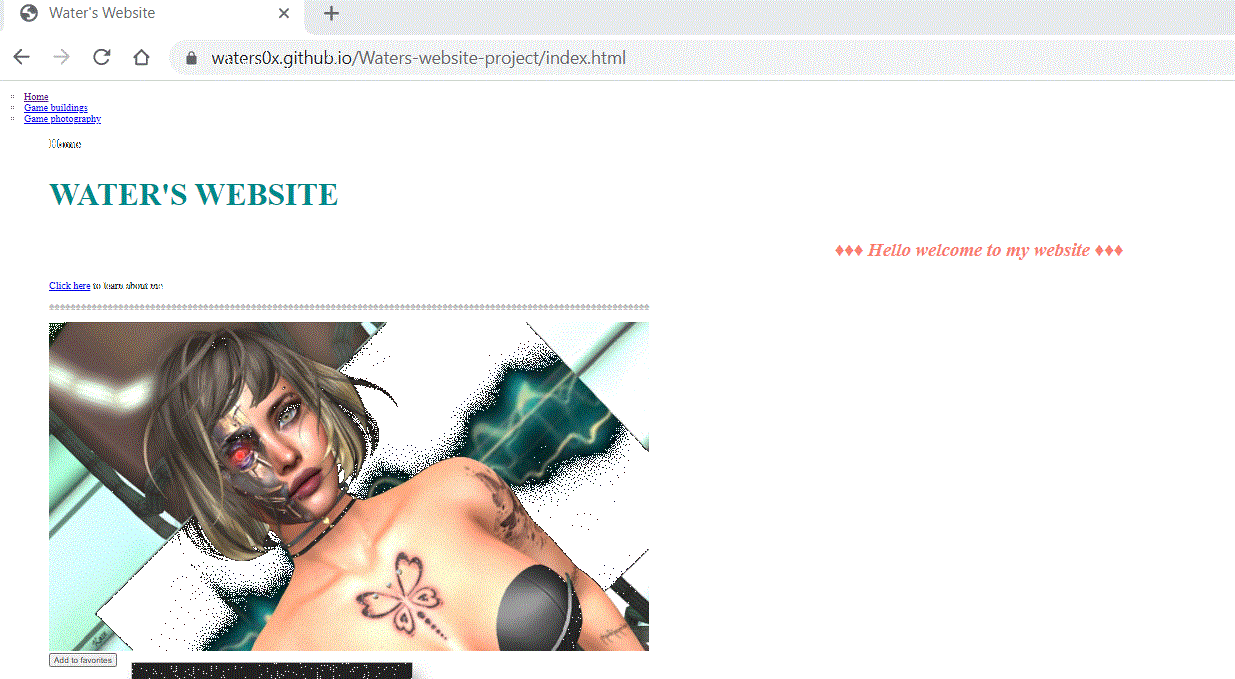 Water's Website
waters0x.github.io/Waters-website-project/index.html
Home
Game buildings
Game photography
Home
WATER'S WEBSITE
♦♦♦ Hello welcome to my website ♦♦♦
Click here to learn about me
Add to favorites